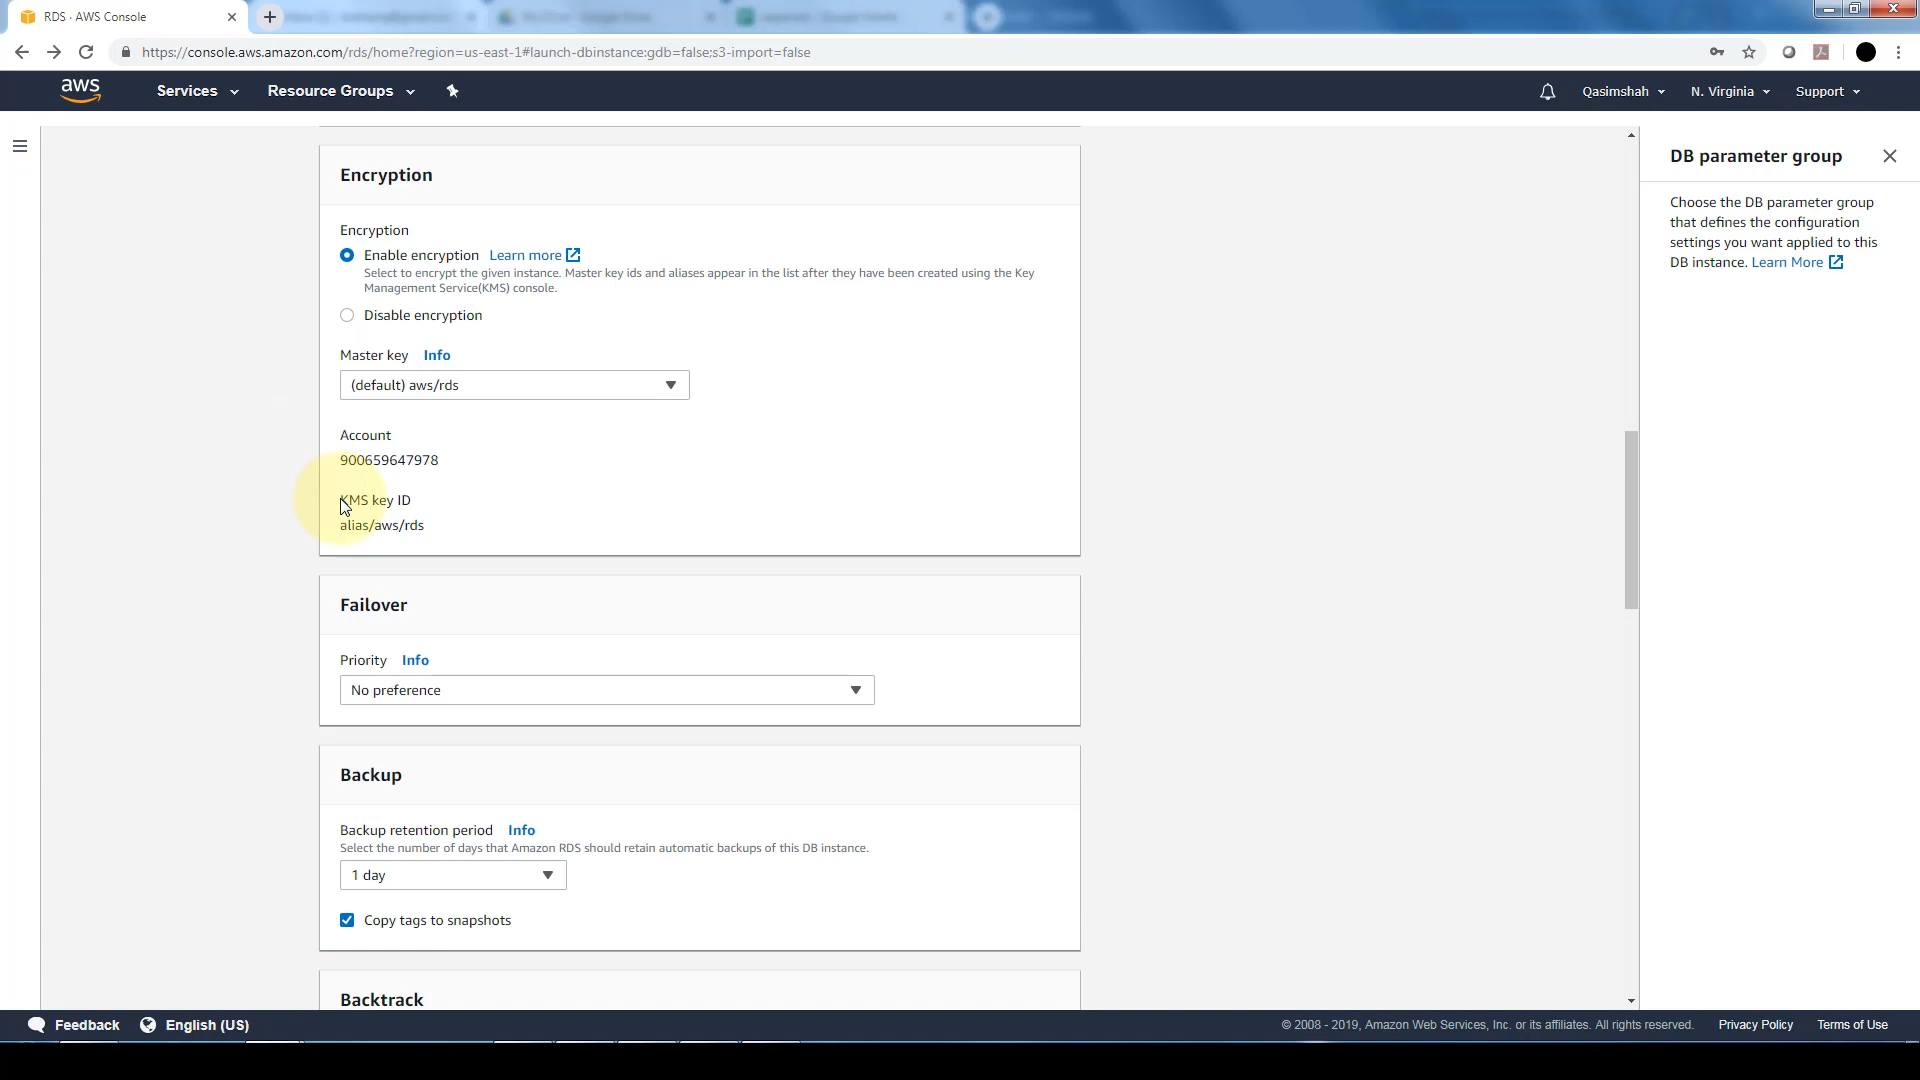 RDS · AWS Console
https://console.aws.amazon.com/rds/home?region=us-east-1#launch-dbinstance:gdb=false;s3-import=false
aws
Services
Resource Groups
Qasimshah
N. Virginia
Support
Encryption
Encryption
Enable encryption Learn more
Select to encrypt the given instance. Master key ids and aliases appear in the list after they have been created using the Key
Management Service(KMS) console.
Disable encryption
Master key Info
(default) aws/rds
Account
900659647978
KMS key ID
alias/aws/rds
Failover
Priority Info
No preference
Backup
Backup retention period Info
Select the number of days that Amazon RDS should retain automatic backups of this DB instance.
1 day
Copy tags to snapshots
Backtrack
DB parameter group
Choose the DB parameter group
that defines the configuration
settings you want applied to this
DB instance. Learn More
Feedback
English (US)
© 2008 - 2019, Amazon Web Services, Inc. or its affiliates. All rights reserved.
Privacy Policy
Terms of Use